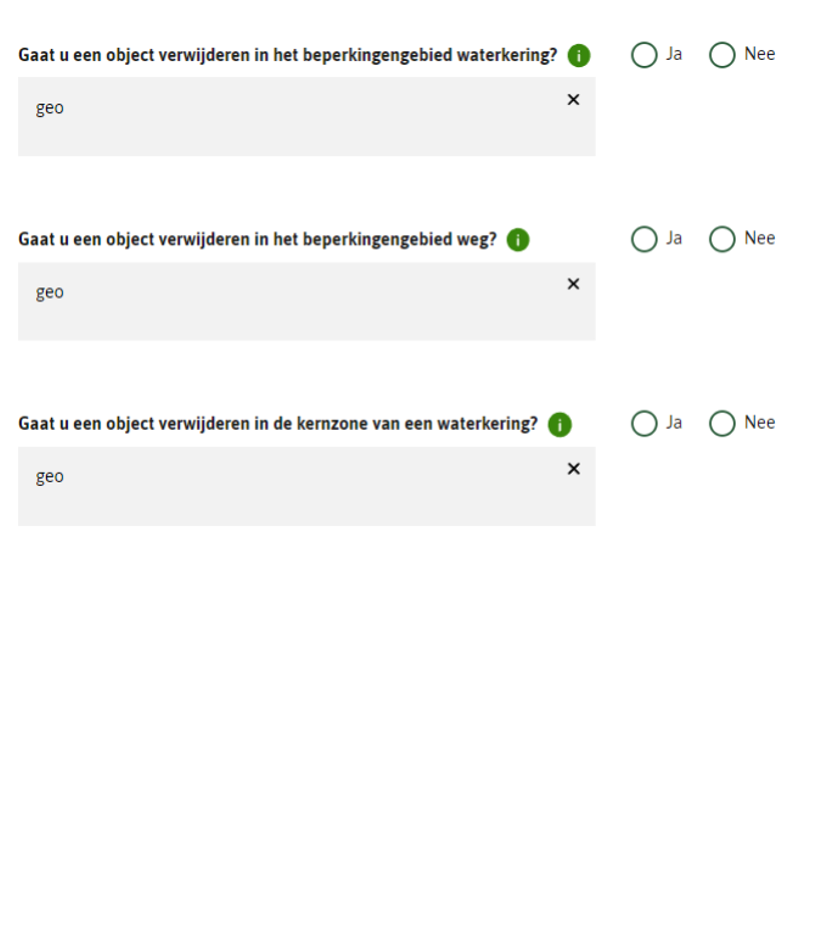 Gaat u een object verwijderen in het beperkingengebied waterkering? i Ja Nee
geo ×
Gaat u een object verwijderen in het beperkingengebied weg? i Ja Nee
geo ×
Gaat u een object verwijderen in de kernzone van een waterkering? i Ja Nee
geo ×